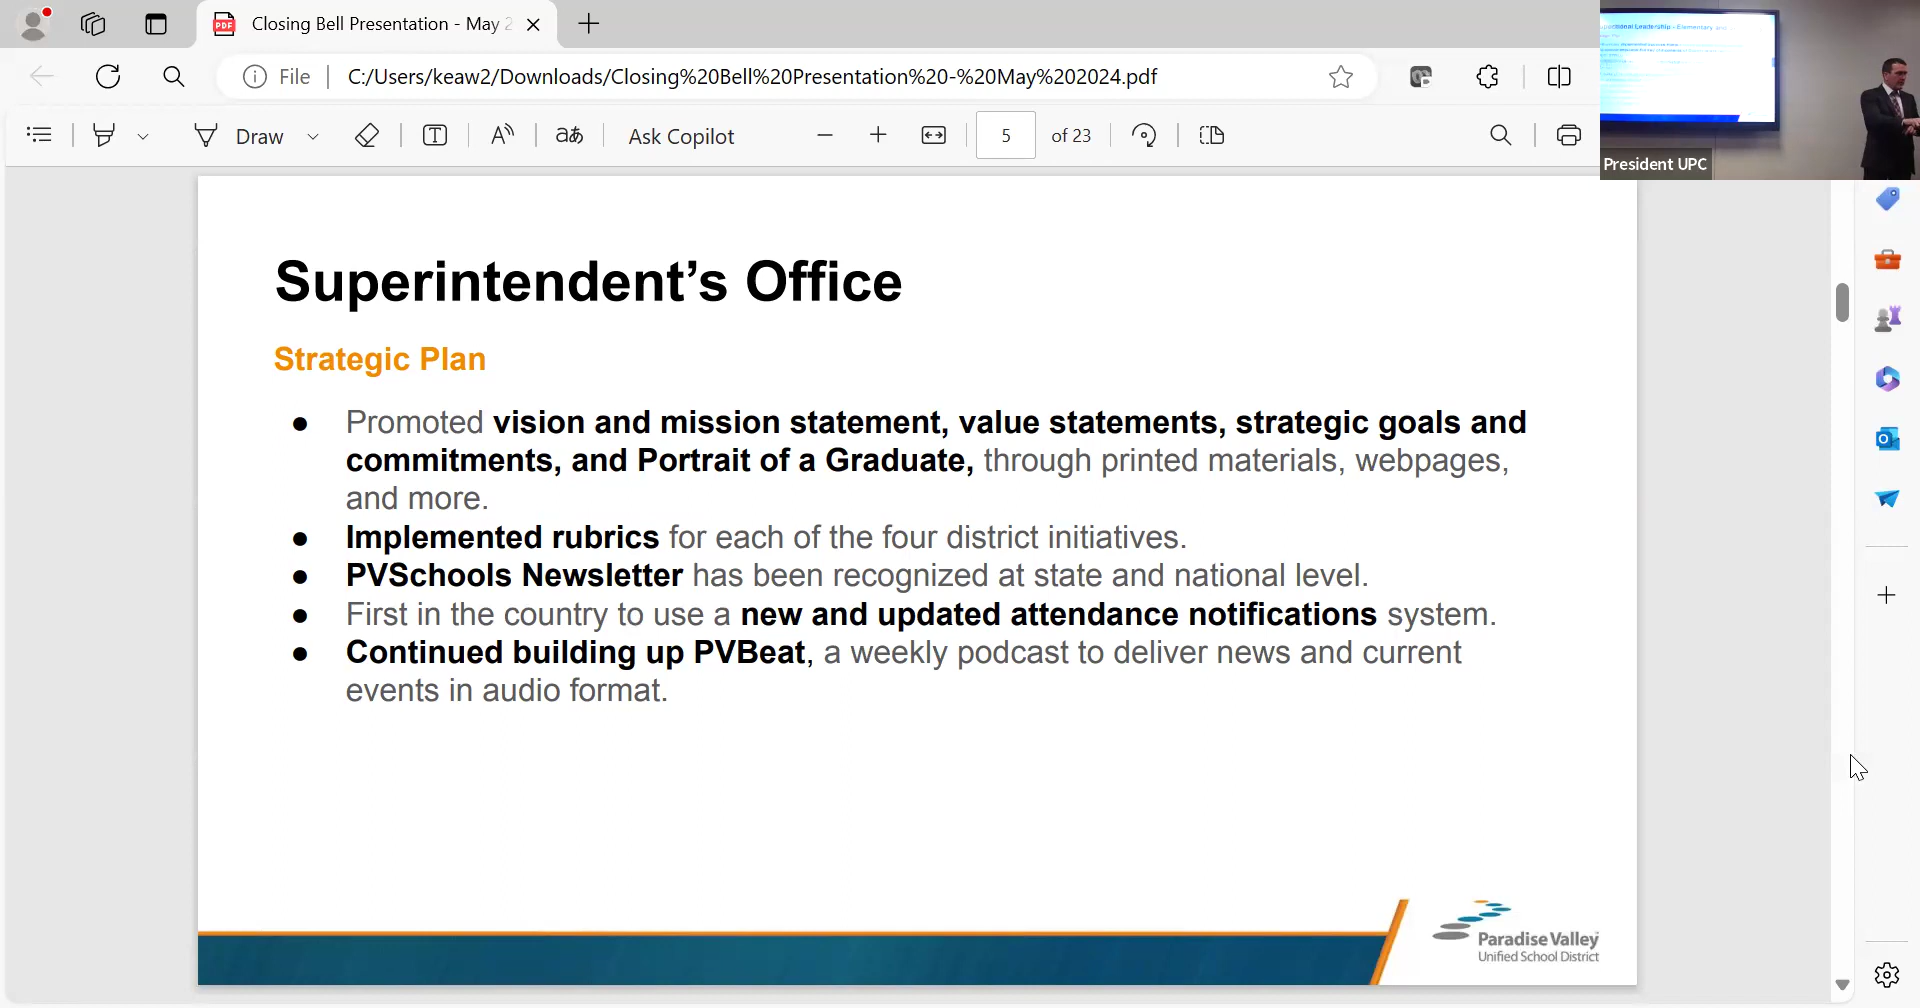 Closing Bell Presentation - May 2
File
C:/Users/keaw2/Downloads/Closing%20Bell%20Presentation%20-%20May%202024.pdf
Draw
Ask Copilot
5
of 23
President UPC
Superintendent’s Office
Strategic Plan
● Promoted vision and mission statement, value statements, strategic goals and
commitments, and Portrait of a Graduate, through printed materials, webpages,
and more.
● Implemented rubrics for each of the four district initiatives.
● PVSchools Newsletter has been recognized at state and national level.
● First in the country to use a new and updated attendance notifications system.
● Continued building up PVBeat, a weekly podcast to deliver news and current
events in audio format.
Paradise Valley
Unified School District